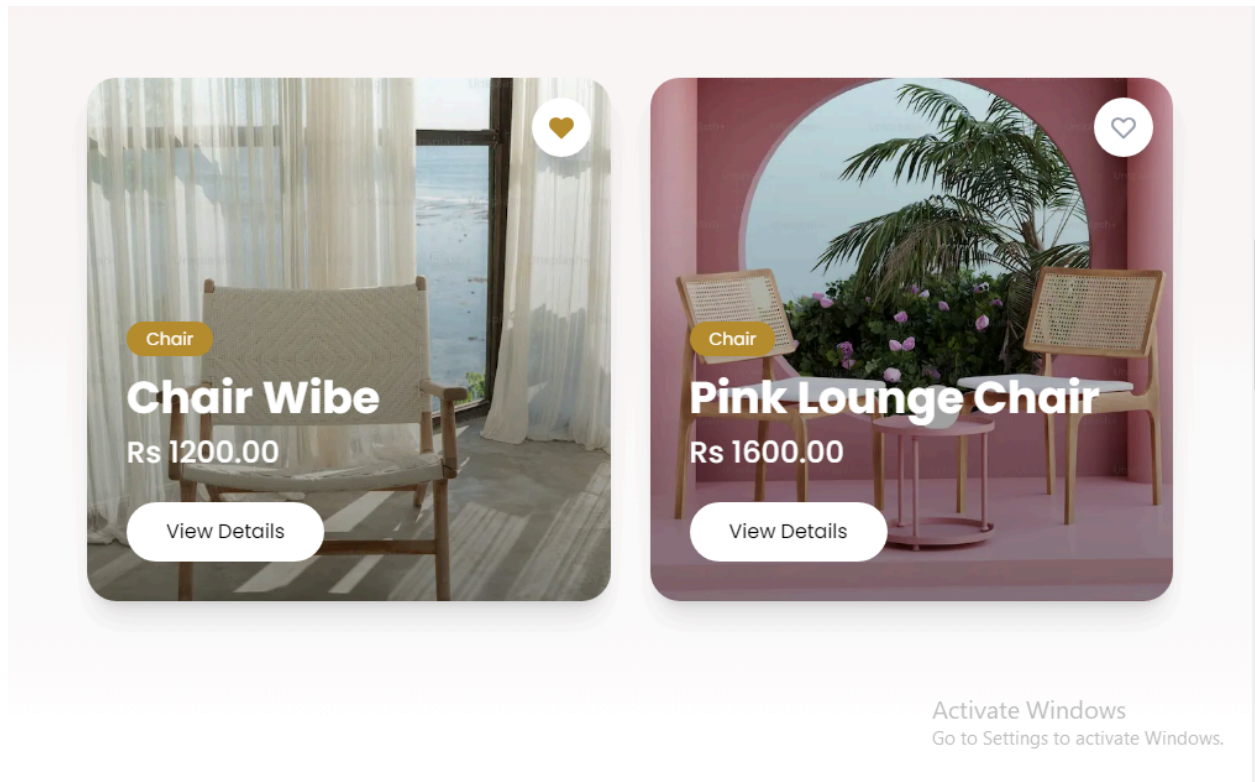 Chair
Chair Wibe
Rs 1200.00
View Details
Chair
Pink Lounge Chair
Rs 1600.00
View Details
Activate Windows
Go to Settings to activate Windows.